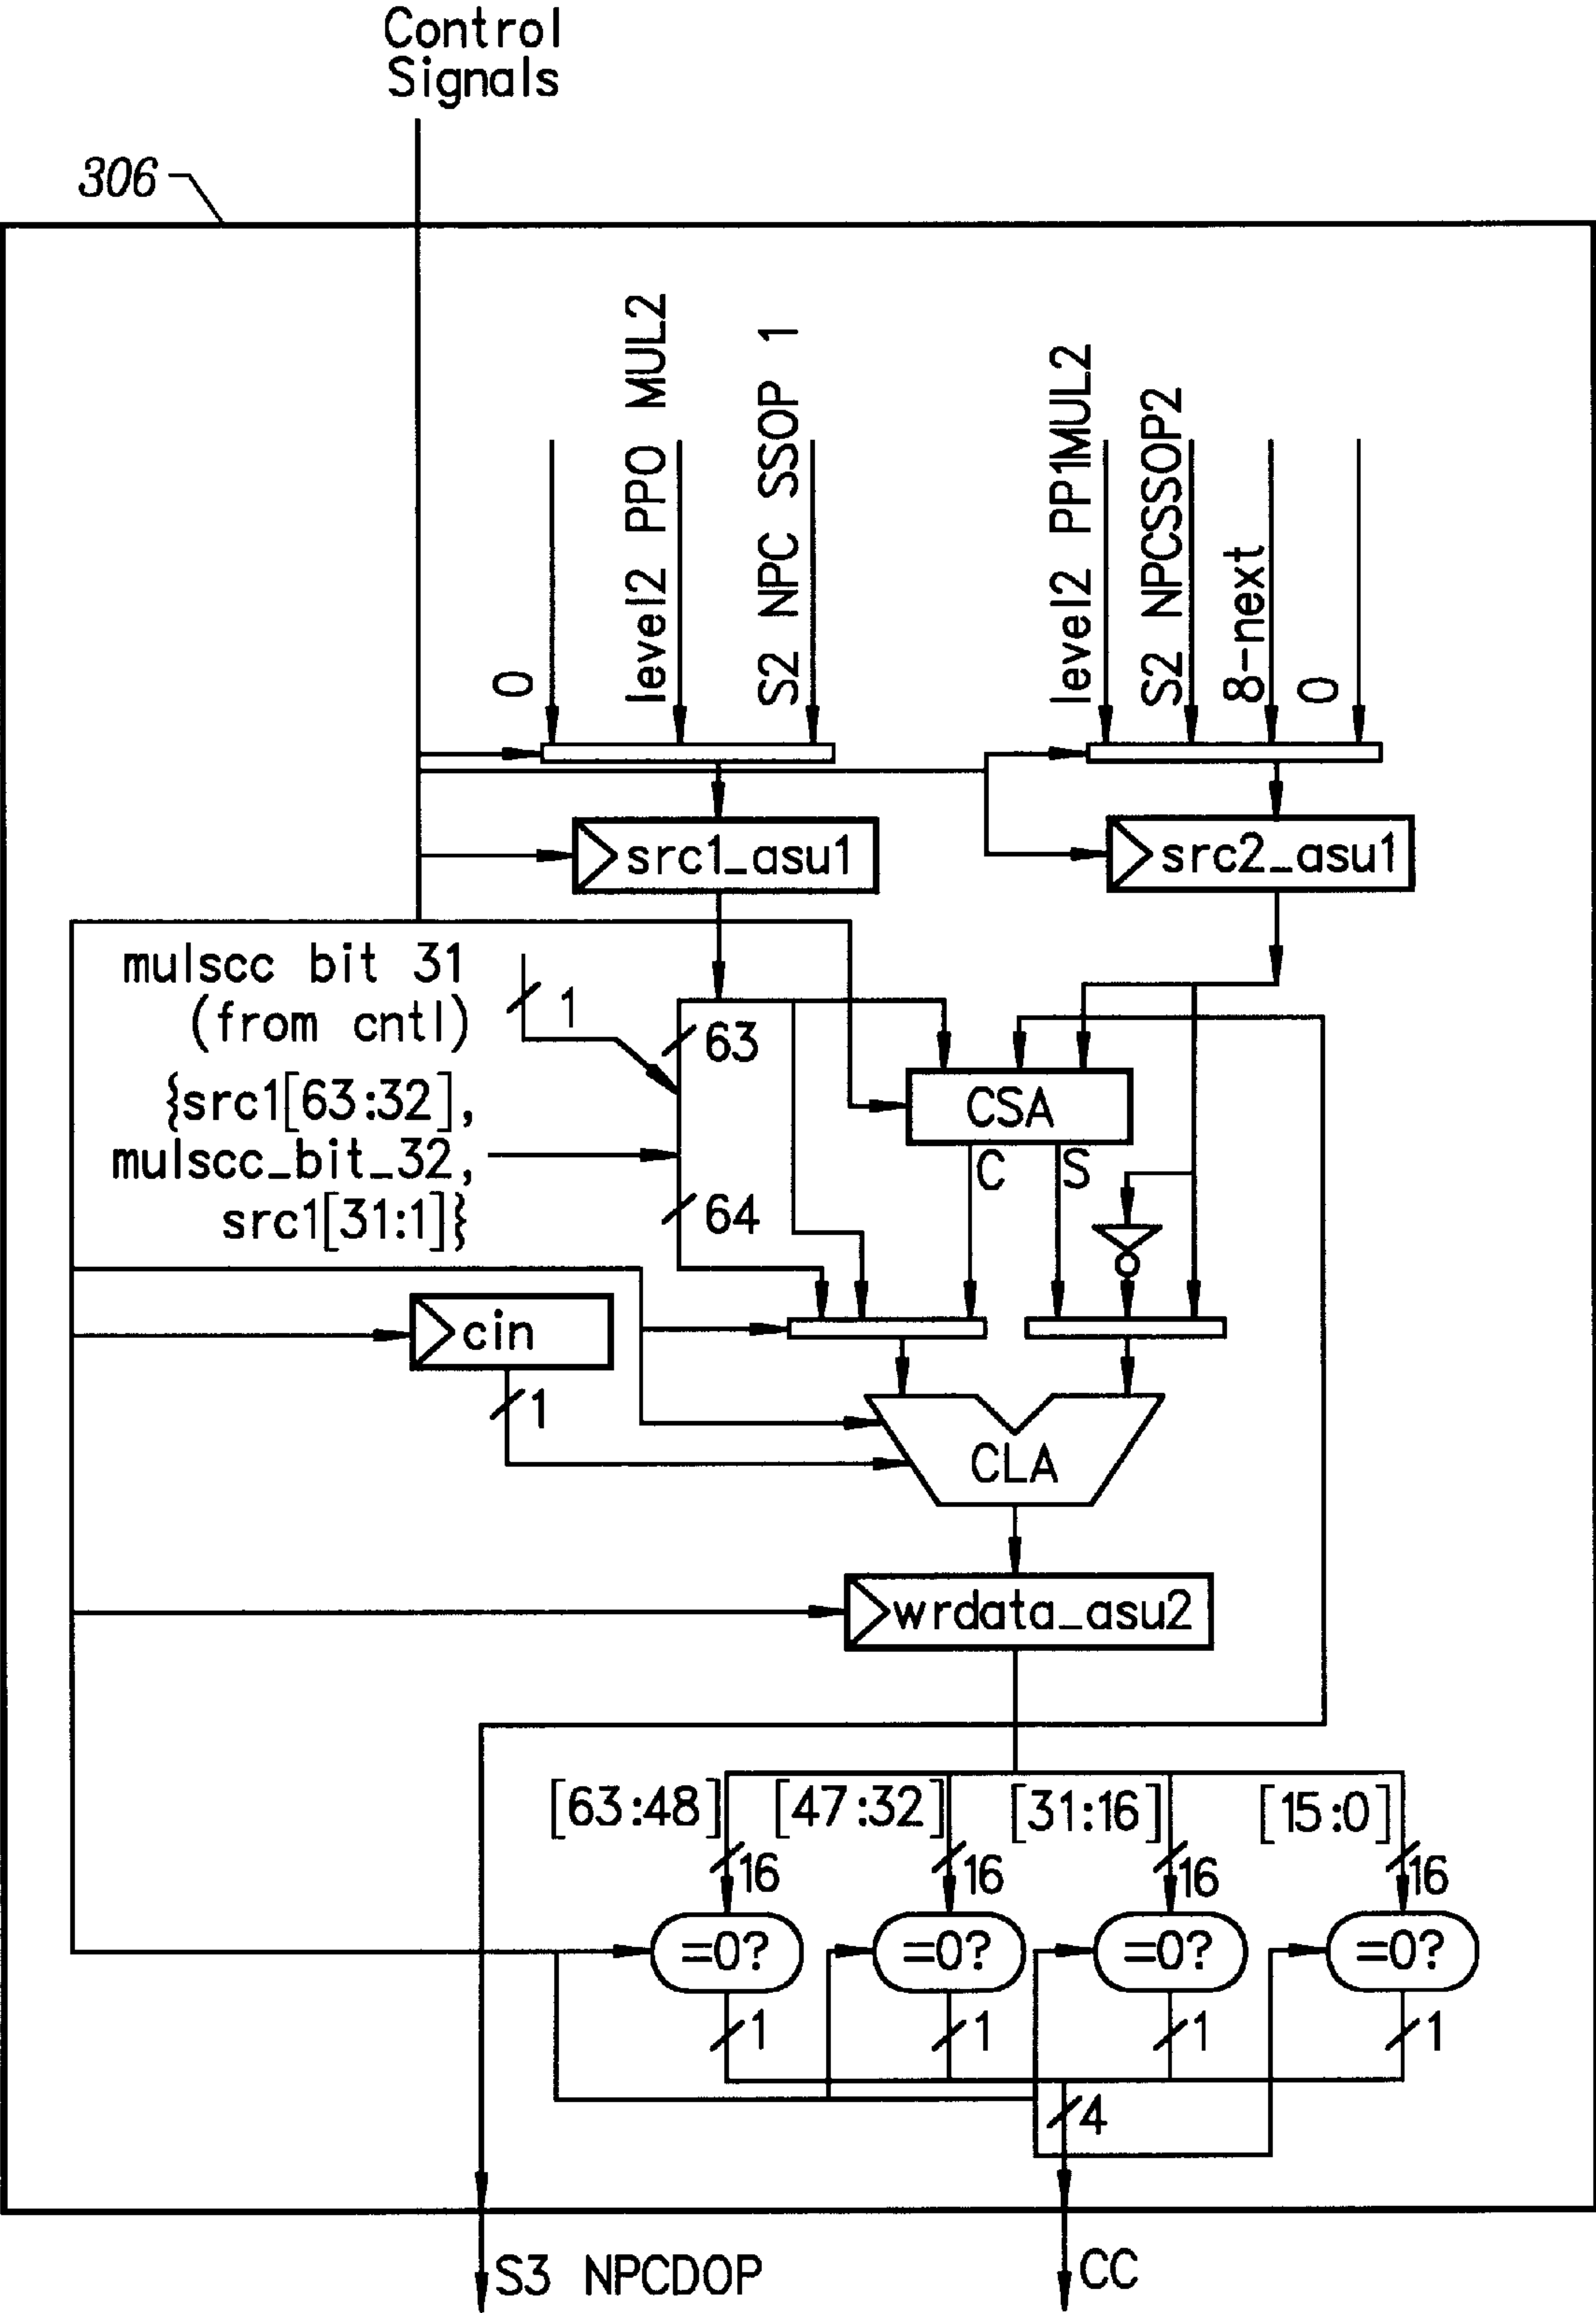 Control
Signals
306
0
level2 PP0 MUL2
S2 NPC SSOP 1
level2 PP1MUL2
S2 NPCSSOP2
8-next
0
src1_asu1
src2_asu1
mulscc bit 31
(from cntl)
1
63
{src1[63:32],
mulscc_bit_32,
src1[31:1]}
64
CSA
C
S
cin
1
CLA
wrdata_asu2
[63:48]
[47:32]
[31:16]
[15:0]
16
16
16
16
=0?
=0?
=0?
=0?
1
1
1
1
4
S3 NPCDOP
CC